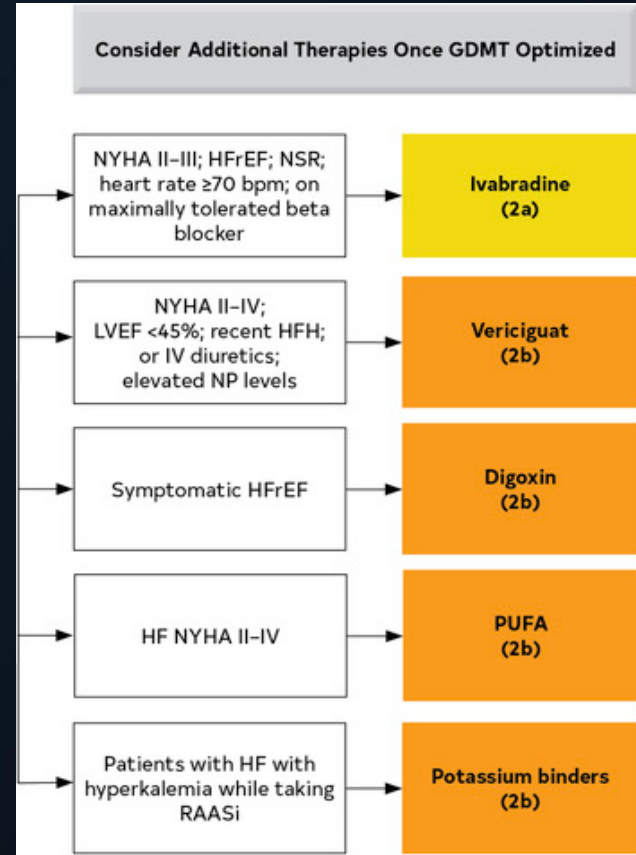 Consider Additional Therapies Once GDMT Optimized
NYHA II–III; HFrEF; NSR;
heart rate ≥70 bpm; on
maximally tolerated beta
blocker
Ivabradine
(2a)
NYHA II–IV;
LVEF <45%; recent HFH;
or IV diuretics;
elevated NP levels
Vericiguat
(2b)
Symptomatic HFrEF
Digoxin
(2b)
HF NYHA II–IV
PUFA
(2b)
Patients with HF with
hyperkalemia while taking
RAASi
Potassium binders
(2b)